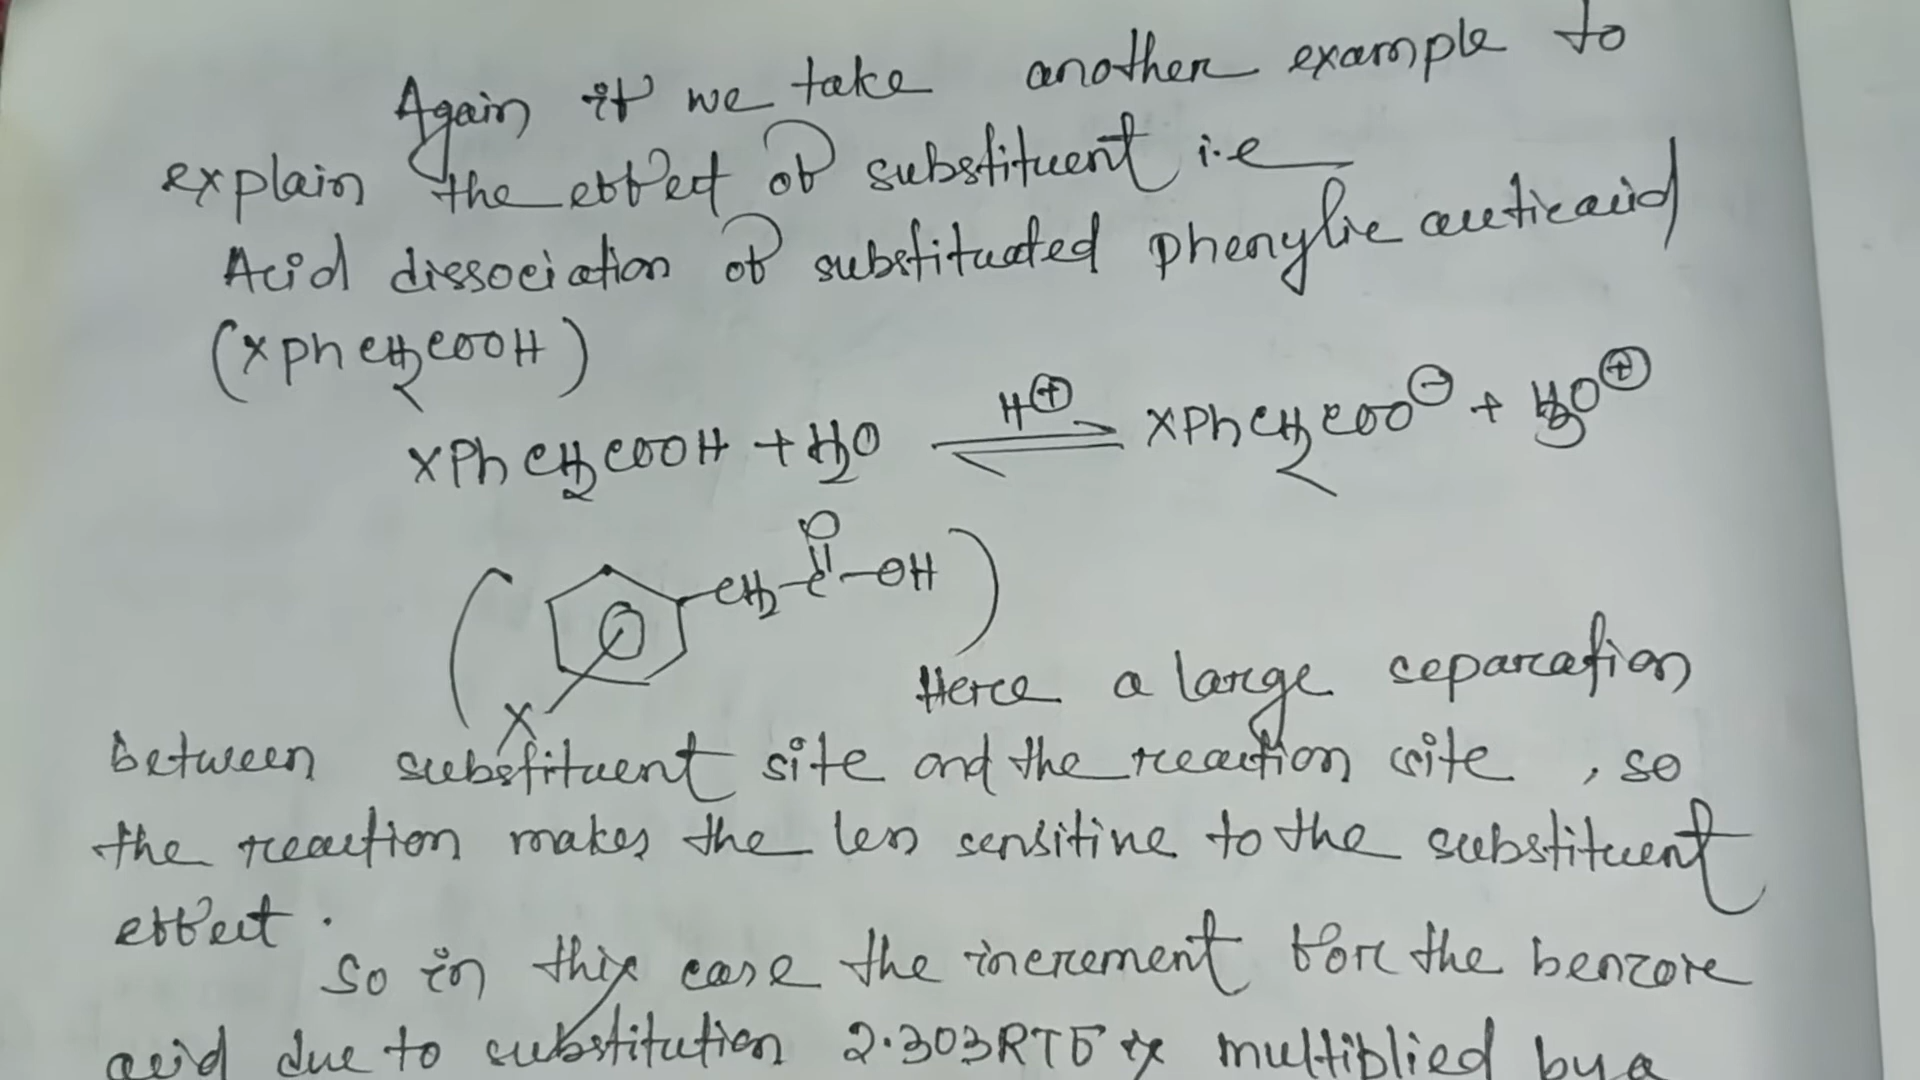 Again if we take another example to
explain the effect of substituent i.e
Acid dissociation of substituated phenylic acetic acid
(XPhCH₂COOH)
XPhCH₂COOH + H₂O ⇌ H⊕ XPhCH₂COO⊖ + H₃O⊕
CH₂-C-OH
O
X
Here a large separation
between substituent site and the reaction site, so
the reaction makes the less sensitive to the substituent
effect.
So in this case the increment for the benzoic
acid due to substitution 2.303RTσx multiplied by a